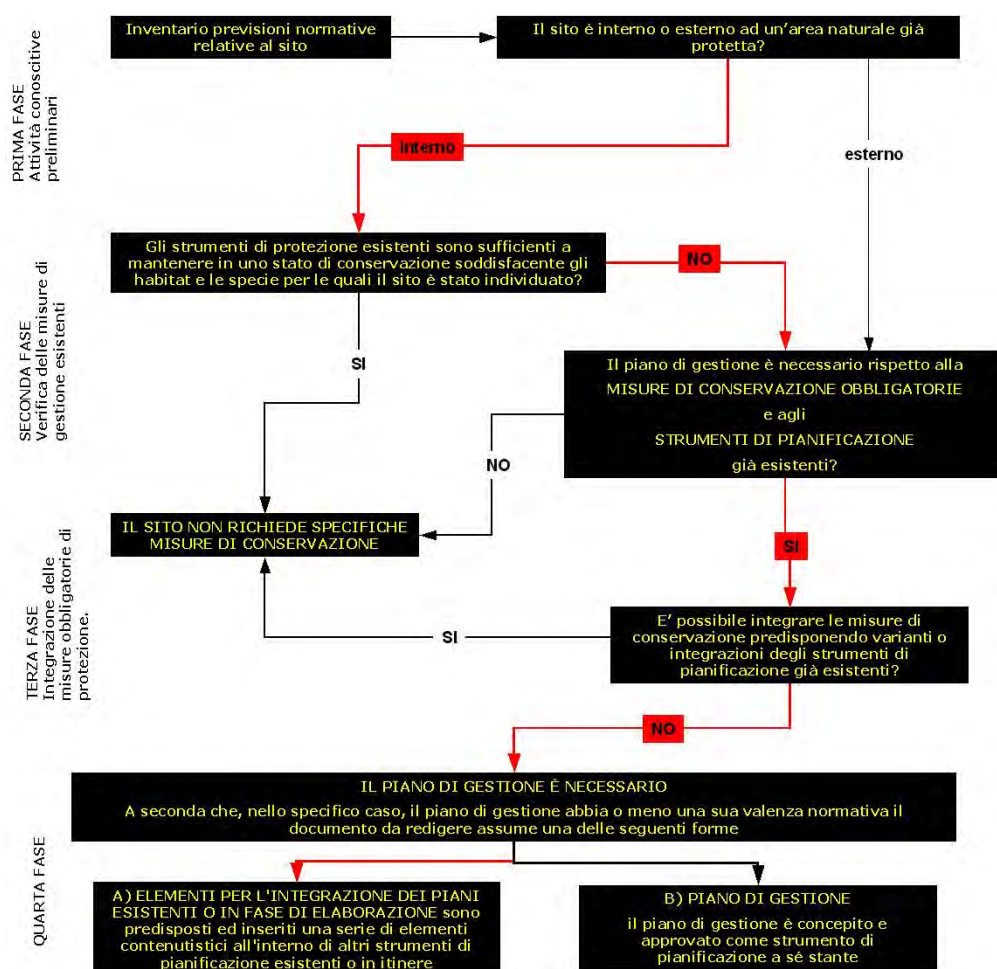 PRIMA FASE
Attività conoscitive
preliminari
Inventario previsioni normative
relative al sito
Il sito è interno o esterno ad un'area naturale già
protetta?
interno
esterno
SECONDA FASE
Verifica delle misure di
gestione esistenti
Gli strumenti di protezione esistenti sono sufficienti a
mantenere in uno stato di conservazione soddisfacente gli
habitat e le specie per le quali il sito è stato individuato?
NO
SI
Il piano di gestione è necessario rispetto alla
MISURE DI CONSERVAZIONE OBBLIGATORIE
e agli
STRUMENTI DI PIANIFICAZIONE
già esistenti?
NO
SI
TERZA FASE
Integrazione delle
misure obbligatorie di
protezione.
IL SITO NON RICHIEDE SPECIFICHE
MISURE DI CONSERVAZIONE
E' possibile integrare le misure di
conservazione predisponendo varianti o
integrazioni degli strumenti di
pianificazione già esistenti?
SI
NO
QUARTA FASE
IL PIANO DI GESTIONE È NECESSARIO
A seconda che, nello specifico caso, il piano di gestione abbia o meno una sua valenza normativa il
documento da redigere assume una delle seguenti forme
A) ELEMENTI PER L'INTEGRAZIONE DEI PIANI
ESISTENTI O IN FASE DI ELABORAZIONE sono
predisposti ed inseriti una serie di elementi
contenutistici all'interno di altri strumenti di
pianificazione esistenti o in itinere
B) PIANO DI GESTIONE
il piano di gestione è concepito e
approvato come strumento di
pianificazione a sé stante